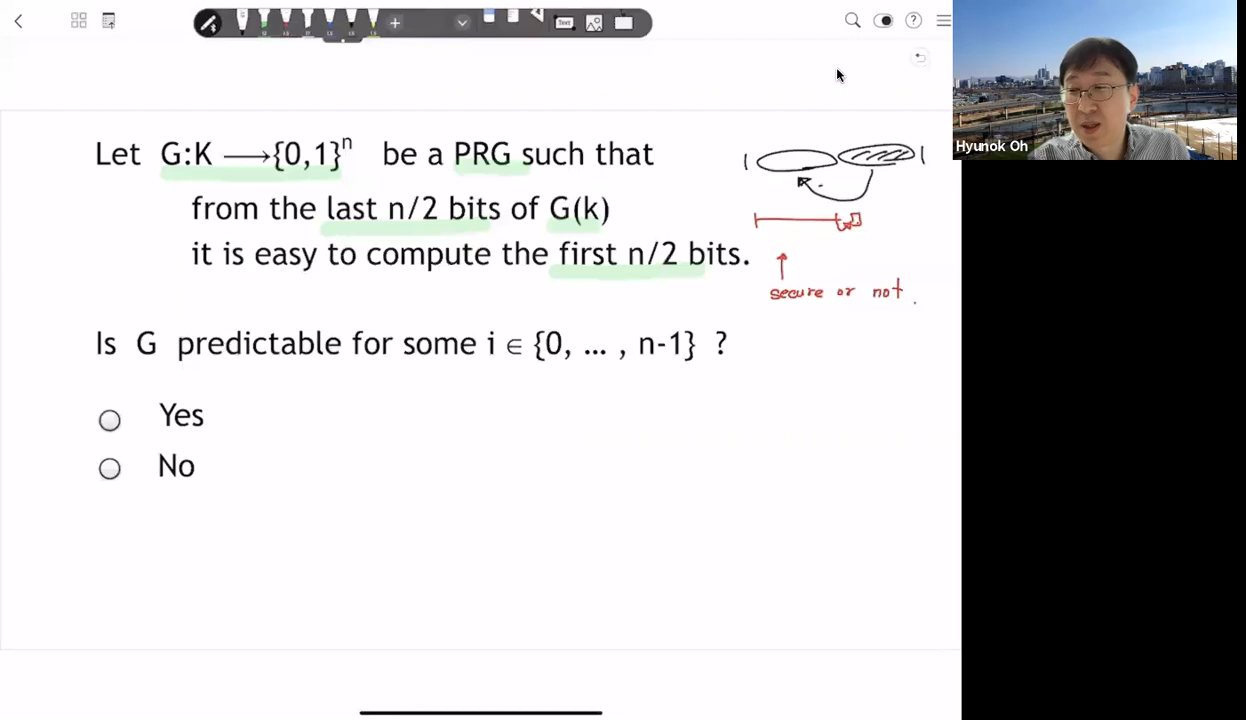 Text
Hyunok Oh
Let G:K ⟶{0,1}ⁿ be a PRG such that
from the last n/2 bits of G(k)
it is easy to compute the first n/2 bits.
secure or not.
Is G predictable for some i ∈ {0, … , n-1} ?
Yes
No